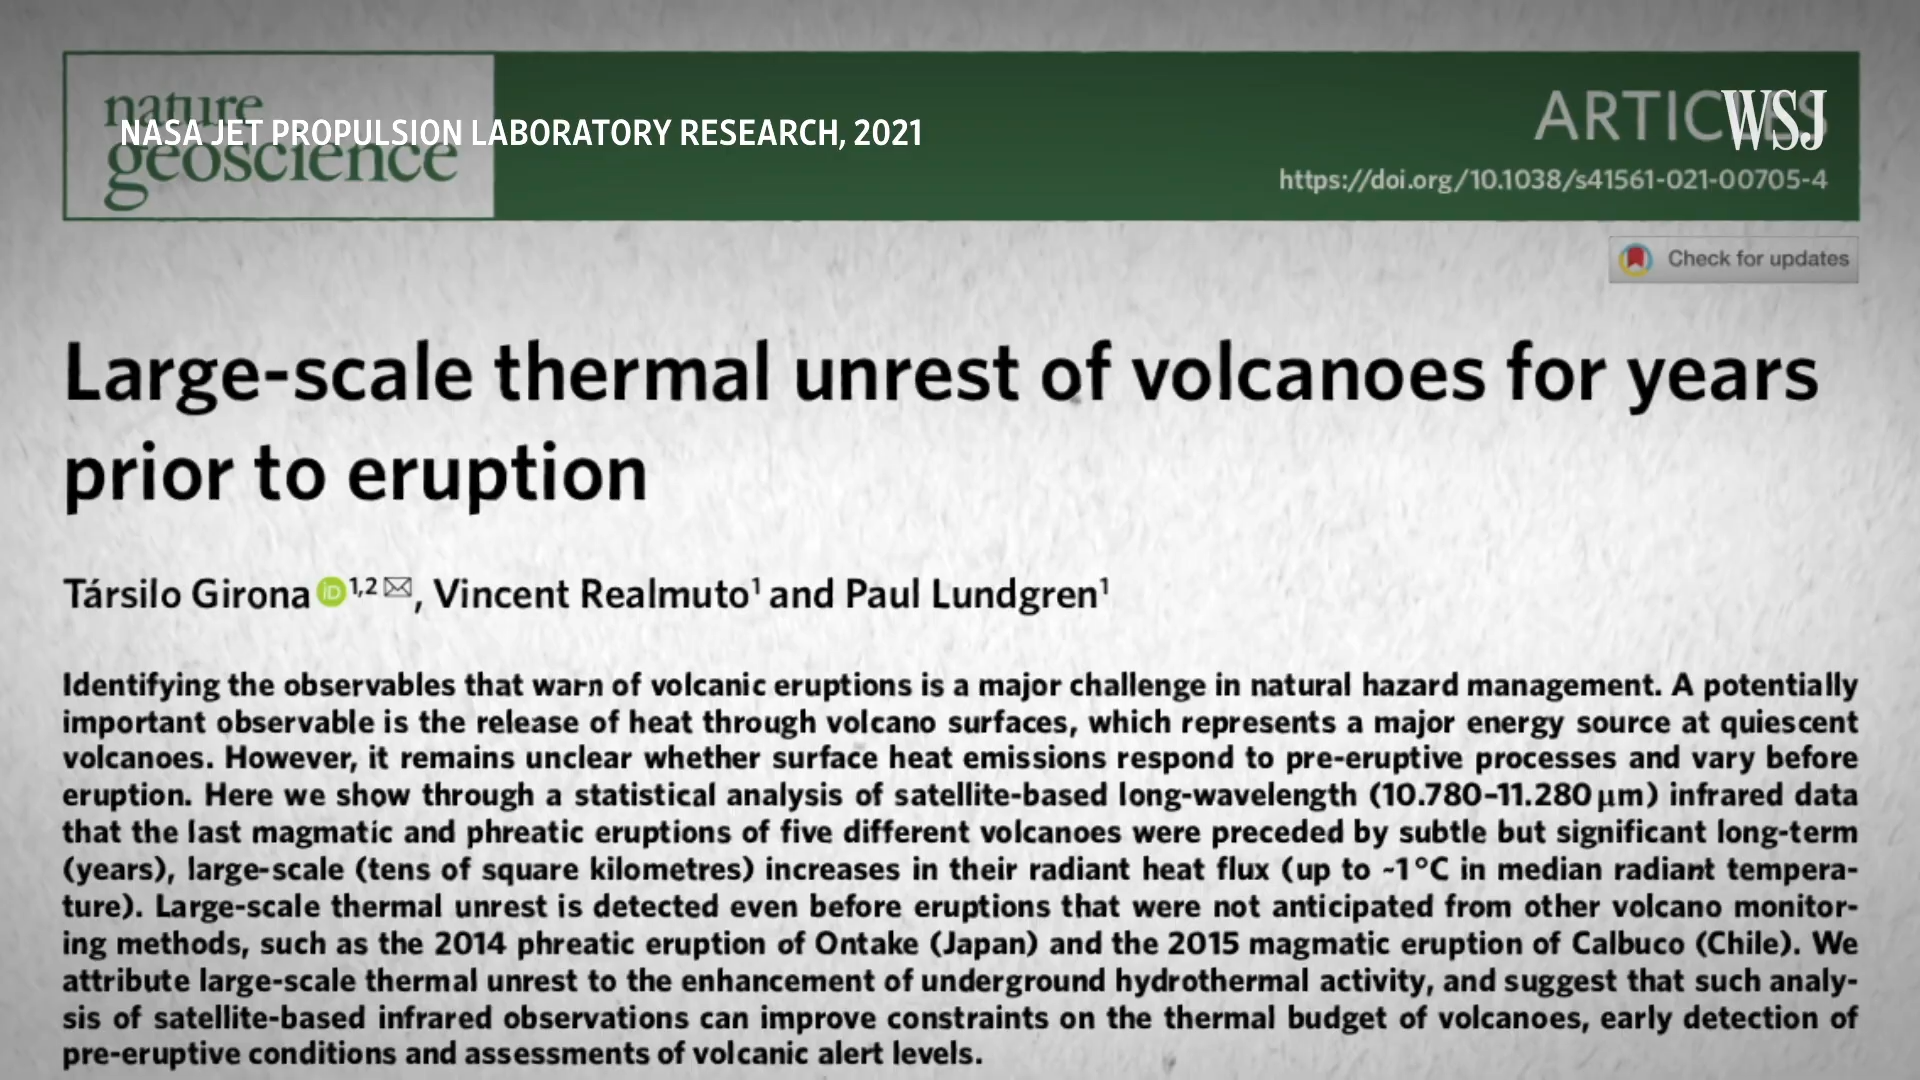 nature
geoscience
NASA JET PROPULSION LABORATORY RESEARCH, 2021
ARTIC
WSJ
https://doi.org/10.1038/s41561-021-00705-4
Check for updates
Large-scale thermal unrest of volcanoes for years
prior to eruption
Társilo Girona iD 1,2, Vincent Realmuto1 and Paul Lundgren1
Identifying the observables that warn of volcanic eruptions is a major challenge in natural hazard management. A potentially
important observable is the release of heat through volcano surfaces, which represents a major energy source at quiescent
volcanoes. However, it remains unclear whether surface heat emissions respond to pre-eruptive processes and vary before
eruption. Here we show through a statistical analysis of satellite-based long-wavelength (10.780–11.280 μm) infrared data
that the last magmatic and phreatic eruptions of five different volcanoes were preceded by subtle but significant long-term
(years), large-scale (tens of square kilometres) increases in their radiant heat flux (up to ~1 °C in median radiant tempera-
ture). Large-scale thermal unrest is detected even before eruptions that were not anticipated from other volcano monitor-
ing methods, such as the 2014 phreatic eruption of Ontake (Japan) and the 2015 magmatic eruption of Calbuco (Chile). We
attribute large-scale thermal unrest to the enhancement of underground hydrothermal activity, and suggest that such analy-
sis of satellite-based infrared observations can improve constraints on the thermal budget of volcanoes, early detection of
pre-eruptive conditions and assessments of volcanic alert levels.